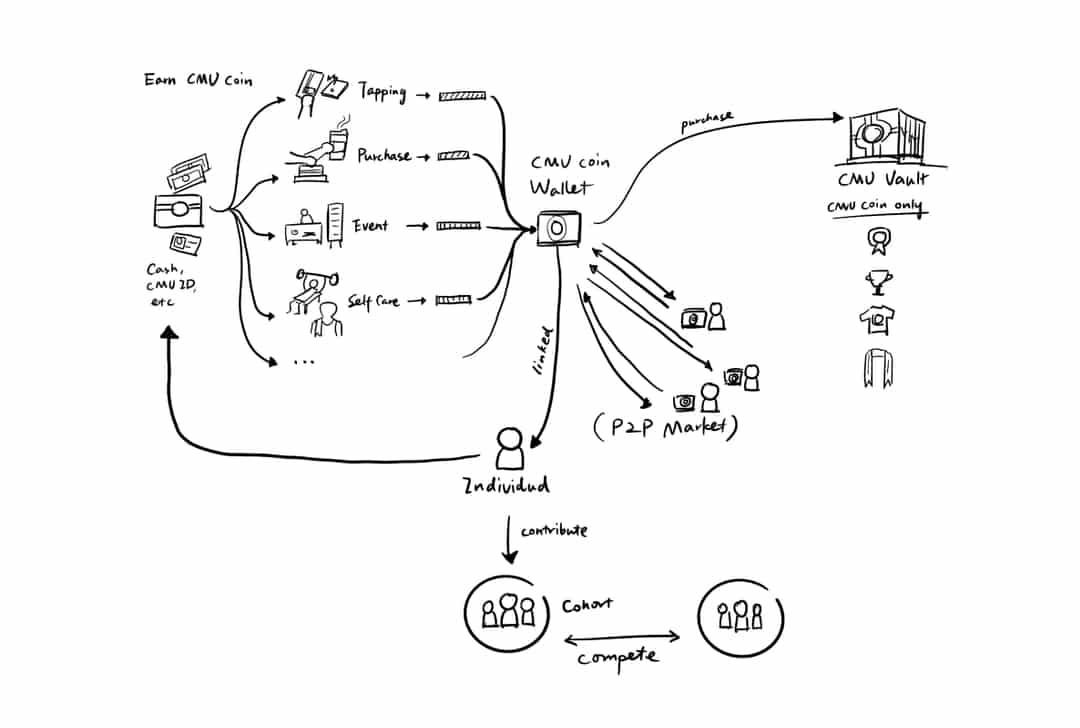 Earn CMU coin
Tapping
Purchase
Event
Self Care
...
Cash,
CMU ID,
etc
CMU coin
Wallet
purchase
CMU Vault
CMU coin only
linked
(P2P Market)
Individual
contribute
Cohort
compete